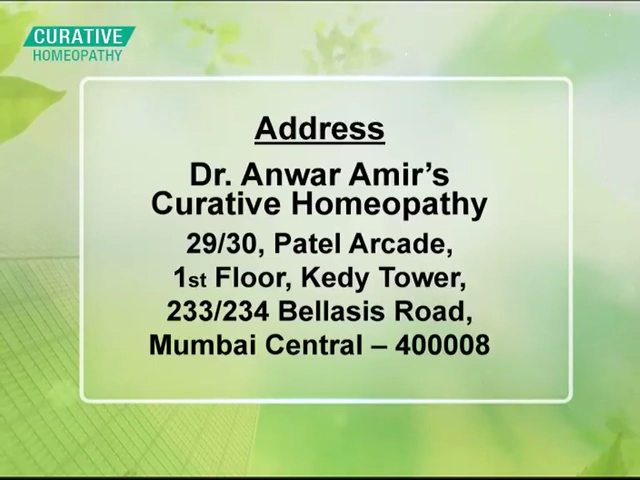 CURATIVE
HOMEOPATHY
Address
Dr. Anwar Amir’s
Curative Homeopathy
29/30, Patel Arcade,
1st Floor, Kedy Tower,
233/234 Bellasis Road,
Mumbai Central – 400008